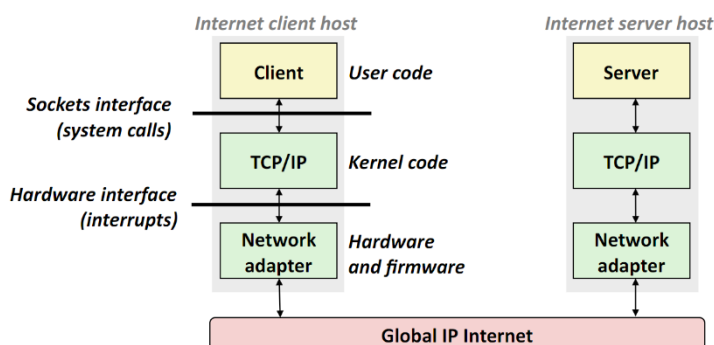 Internet client host
Internet server host
Client
User code
Server
Sockets interface
(system calls)
TCP/IP
Kernel code
TCP/IP
Hardware interface
(interrupts)
Network
adapter
Hardware
and firmware
Network
adapter
Global IP Internet